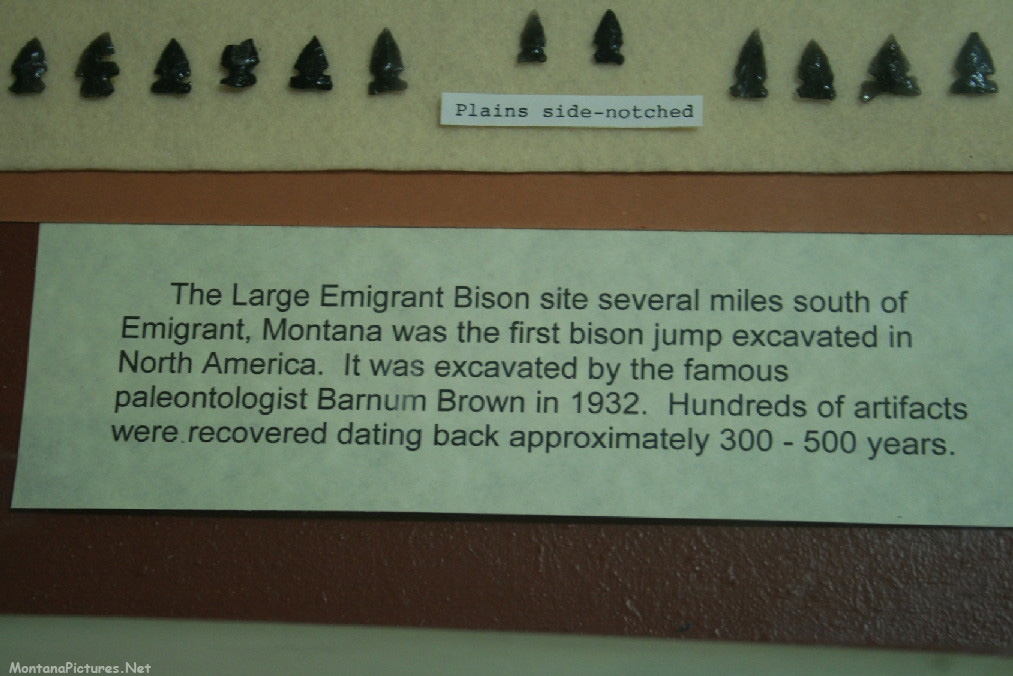 Plains side-notched
The Large Emigrant Bison site several miles south of
Emigrant, Montana was the first bison jump excavated in
North America. It was excavated by the famous
paleontologist Barnum Brown in 1932. Hundreds of artifacts
were recovered dating back approximately 300 - 500 years.
MontanaPictures.Net